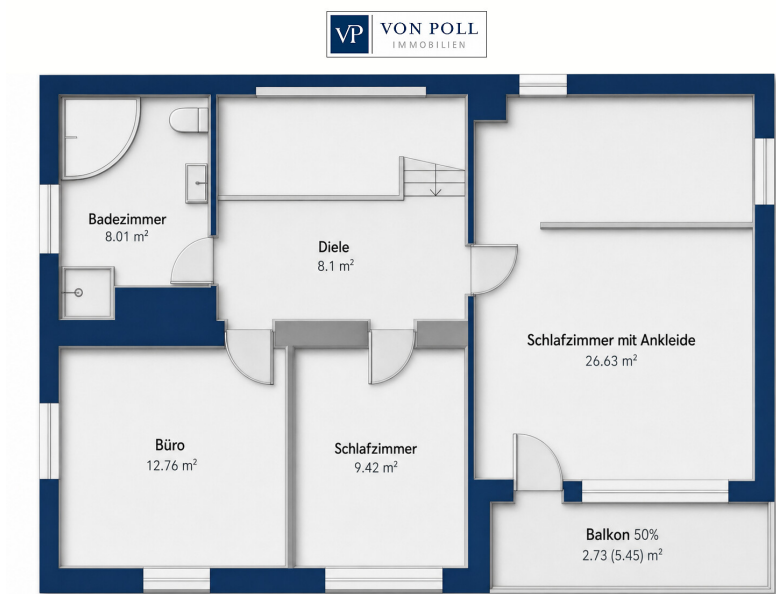 VP VON POLL
IMMOBILIEN
Badezimmer
8.01 m²
Diele
8.1 m²
Schlafzimmer mit Ankleide
26.63 m²
Büro
12.76 m²
Schlafzimmer
9.42 m²
Balkon 50%
2.73 (5.45) m²